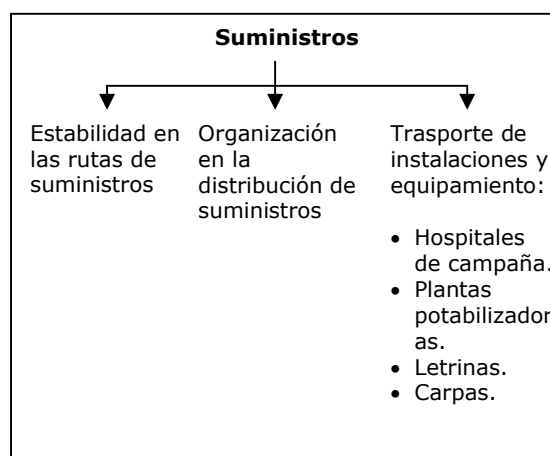 Suministros
Estabilidad en
las rutas de
suministros
Organización
en la
distribución de
suministros
Trasporte de
instalaciones y
equipamiento:
• Hospitales
de campaña.
• Plantas
potabilizador
as.
• Letrinas.
• Carpas.